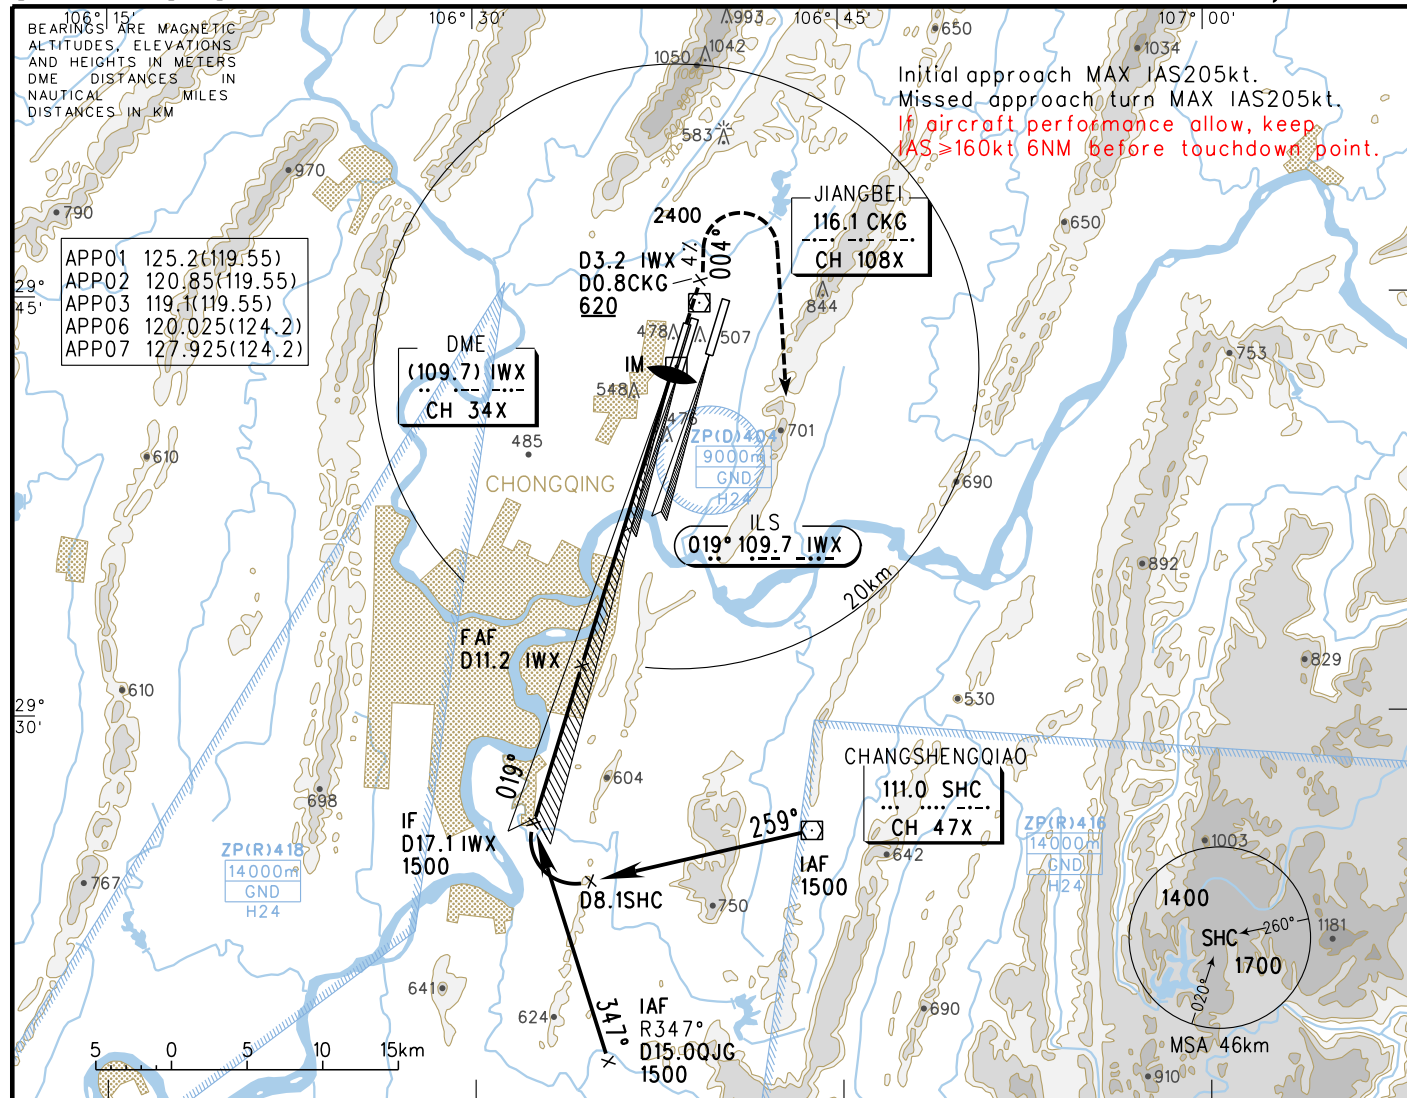 106°15'
106°30'
106°45'
107°00'
BEARINGS ARE MAGNETIC
ALTITUDES, ELEVATIONS
AND HEIGHTS IN METERS
DME DISTANCES IN
NAUTICAL MILES
DISTANCES IN KM
Initial approach MAX IAS205kt.
Missed approach turn MAX IAS205kt.
If aircraft performance allow, keep
IAS≥160kt 6NM before touchdown point.
993
1042
1050
650
1034
583
970
790
650
APP01 125.2(119.55)
APP02 120.85(119.55)
APP03 119.1(119.55)
APP06 120.025(124.2)
APP07 127.925(124.2)
JIANGBEI
116.1 CKG
CH 108X
2400
4%
004°
D3.2 IWX
D0.8CKG
620
29°
45'
844
753
DME
(109.7) IWX
CH 34X
478
507
IM
548
476
485
701
ZP(D)404
9000m
GND
H24
610
690
CHONGQING
ILS
019° 109.7 IWX
892
20km
FAF
D11.2 IWX
829
610
530
29°
30'
019°
604
698
CHANGSHENGQIAO
111.0 SHC
CH 47X
259°
IF
D17.1 IWX
1500
IAF
1500
642
ZP(R)418
14000m
GND
H24
ZP(R)416
14000m
GND
H24
1003
767
D8.1SHC
750
1400
SHC
260°
1181
1700
020°
MSA 46km
641
624
347°
IAF
R347°
D15.0QJG
1500
690
910
5 0 5 10 15km